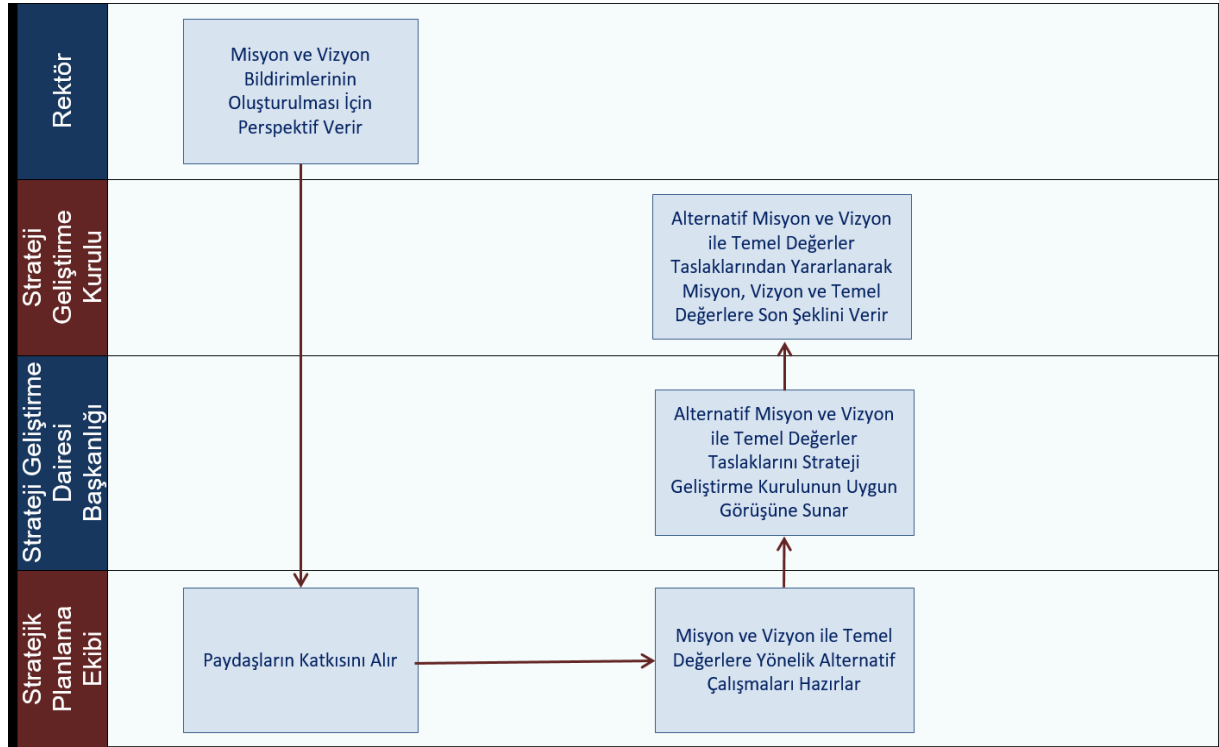 Rektör
Misyon ve Vizyon
Bildirimlerinin
Oluşturulması İçin
Perspektif Verir
Strateji
Geliştirme
Kurulu
Alternatif Misyon ve Vizyon
ile Temel Değerler
Taslaklarından Yararlanarak
Misyon, Vizyon ve Temel
Değerlere Son Şeklini Verir
Strateji Geliştirme
Dairesi
Başkanlığı
Alternatif Misyon ve Vizyon
ile Temel Değerler
Taslaklarını Strateji
Geliştirme Kurulunun Uygun
Görüşüne Sunar
Stratejik
Planlama
Ekibi
Paydaşların Katkısını Alır
Misyon ve Vizyon ile Temel
Değerlere Yönelik Alternatif
Çalışmaları Hazırlar